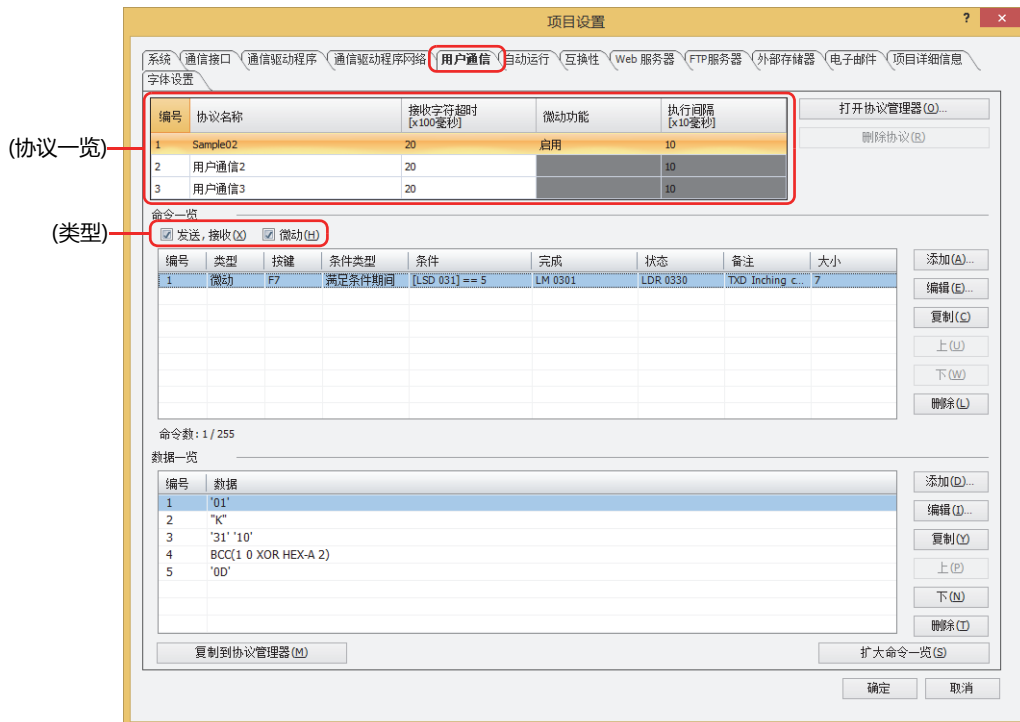 项目设置
? ×
系统 通信接口 通信驱动程序 通信驱动程序网络 用户通信 自动运行 互换性 Web 服务器 FTP服务器 外部存储器 电子邮件 项目详细信息
字体设置
(协议一览)
编号 协议名称 接收字符超时 [x100毫秒] 微动功能 执行间隔 [x10毫秒]
1 Sample02 20 启用 10
2 用户通信2 20 10
3 用户通信3 20 10
打开协议管理器(O)...
删除协议(R)
命令一览
(类型)
发送, 接收(X) 微动(H)
编号 类型 按键 条件类型 条件 完成 状态 备注 大小
1 微动 F7 满足条件期间 [LSD 031] == 5 LM 0301 LDR 0330 TXD Inching c... 7
添加(A)...
编辑(E)...
复制(C)
上(U)
下(W)
删除(L)
命令数: 1 / 255
数据一览
编号 数据
1 '01'
2 "K"
3 '31' '10'
4 BCC(1 0 XOR HEX-A 2)
5 '0D'
添加(D)...
编辑(I)...
复制(Y)
上(P)
下(N)
删除(T)
复制到协议管理器(M) 扩大命令一览(S)
确定 取消